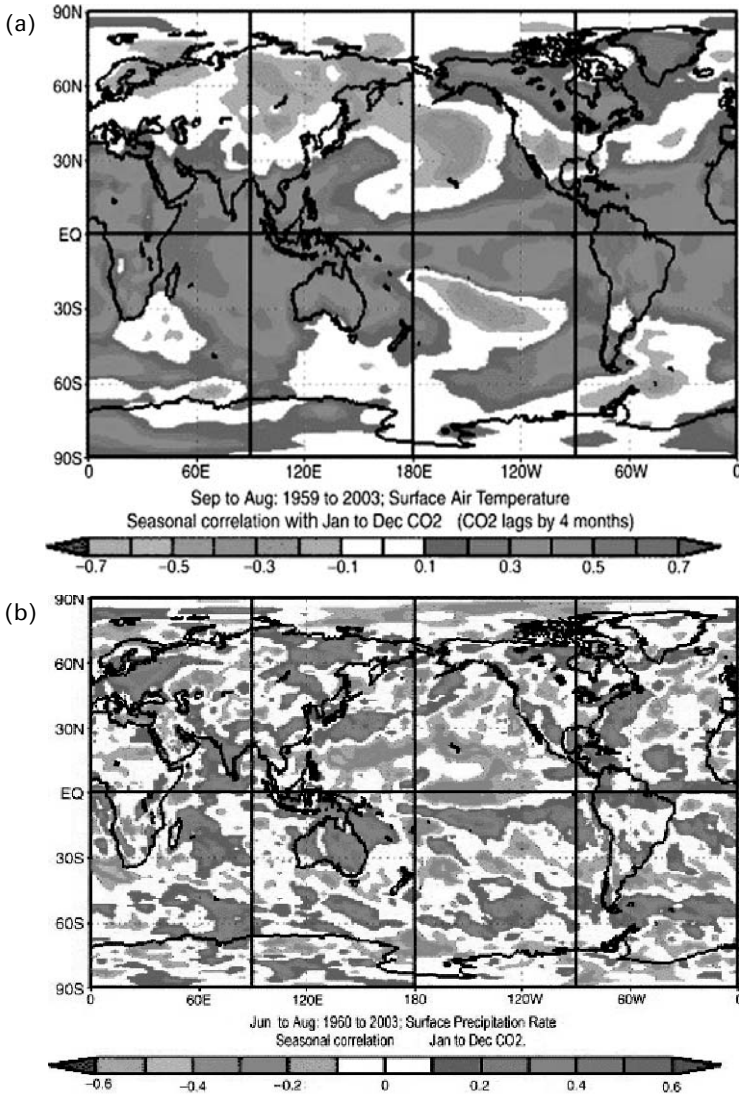 (a)
90N
60N
30N
EQ
30S
60S
90S
0 60E 120E 180E 120W 60W 0
Sep to Aug: 1959 to 2003; Surface Air Temperature
Seasonal correlation with Jan to Dec CO2 (CO2 lags by 4 months)
-0.7 -0.5 -0.3 -0.1 0.1 0.3 0.5 0.7
(b)
90N
60N
30N
EQ
30S
60S
90S
0 60E 120E 180 120W 60W 0
Jun to Aug: 1960 to 2003; Surface Precipitation Rate
Seasonal correlation Jan to Dec CO2.
-0.6 -0.4 -0.2 0 0.2 0.4 0.6